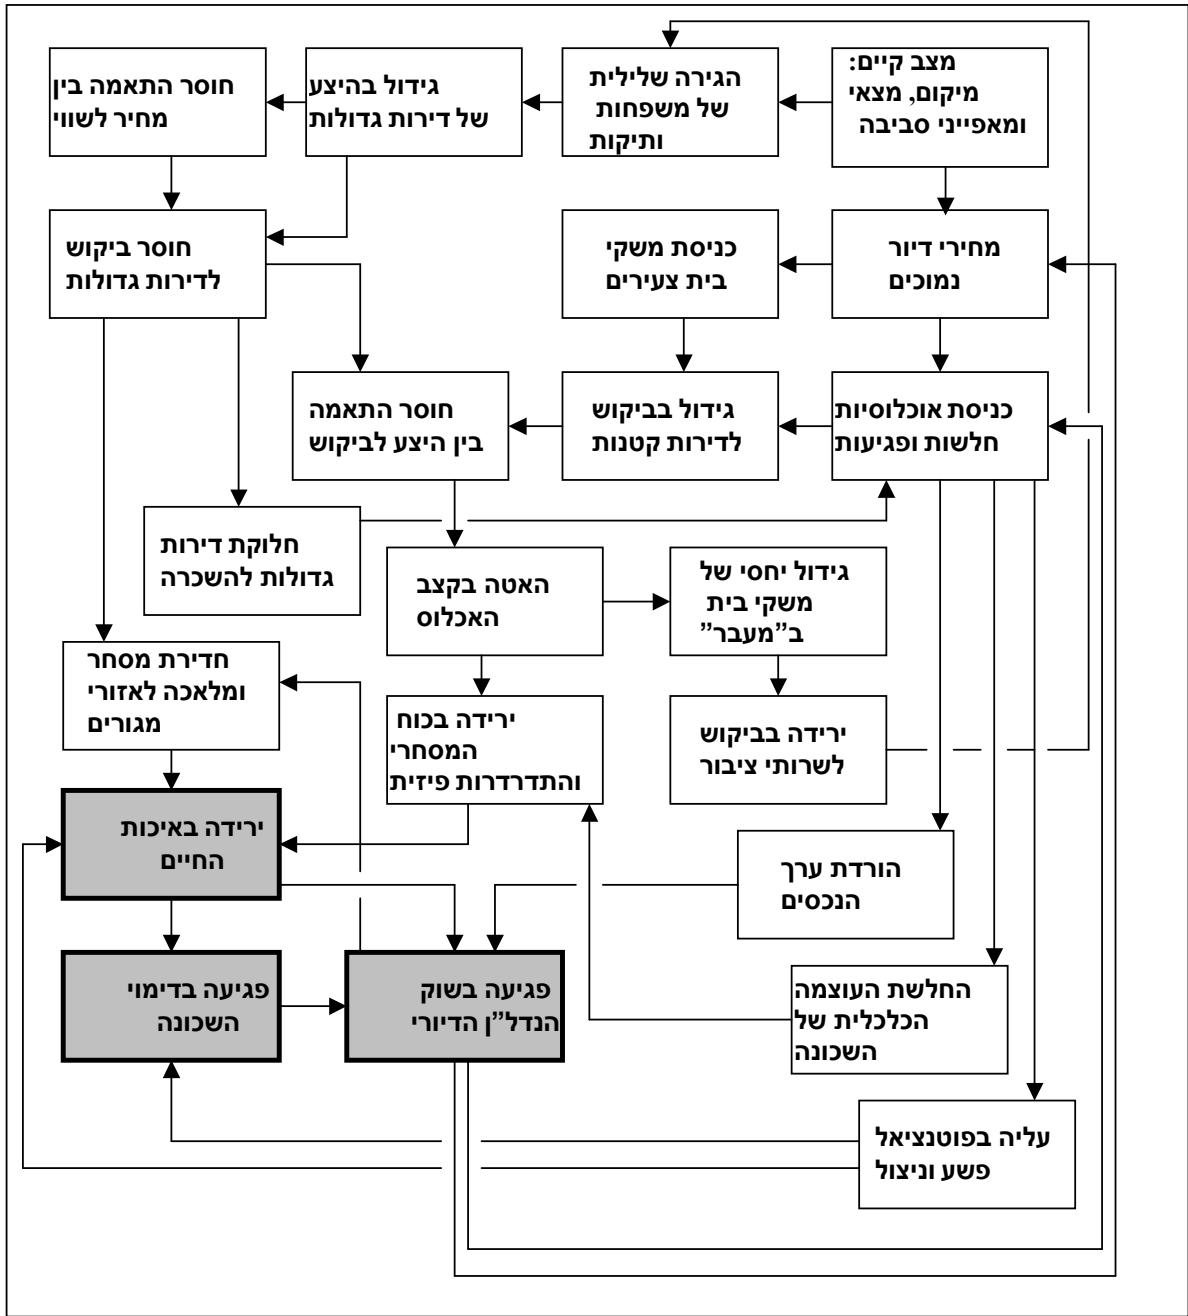 מצב קיים:
מיקום, מצאי
ומאפייני סביבה
הגירה שלילית
של משפחות
ותיקות
גידול בהיצע
של דירות גדולות
חוסר התאמה בין
מחיר לשווי
מחירי דיור
נמוכים
כניסת משקי
בית צעירים
חוסר ביקוש
לדירות גדולות
כניסת אוכלוסיות
חלשות ופגיעות
גידול בביקוש
לדירות קטנות
חוסר התאמה
בין היצע לביקוש
חלוקת דירות
גדולות להשכרה
גידול יחסי של
משקי בית
ב”מעבר”
האטה בקצב
האכלוס
חדירת מסחר
ומלאכה לאזורי
מגורים
ירידה בביקוש
לשרותי ציבור
ירידה בכוח
המסחרי
והתדרדרות פיזית
ירידה באיכות
החיים
הורדת ערך
הנכסים
פגיעה בשוק
הנדל”ן הדיורי
פגיעה בדימוי
השכונה
החלשת העוצמה
הכלכלית של
השכונה
עליה בפוטנציאל
פשע וניצול